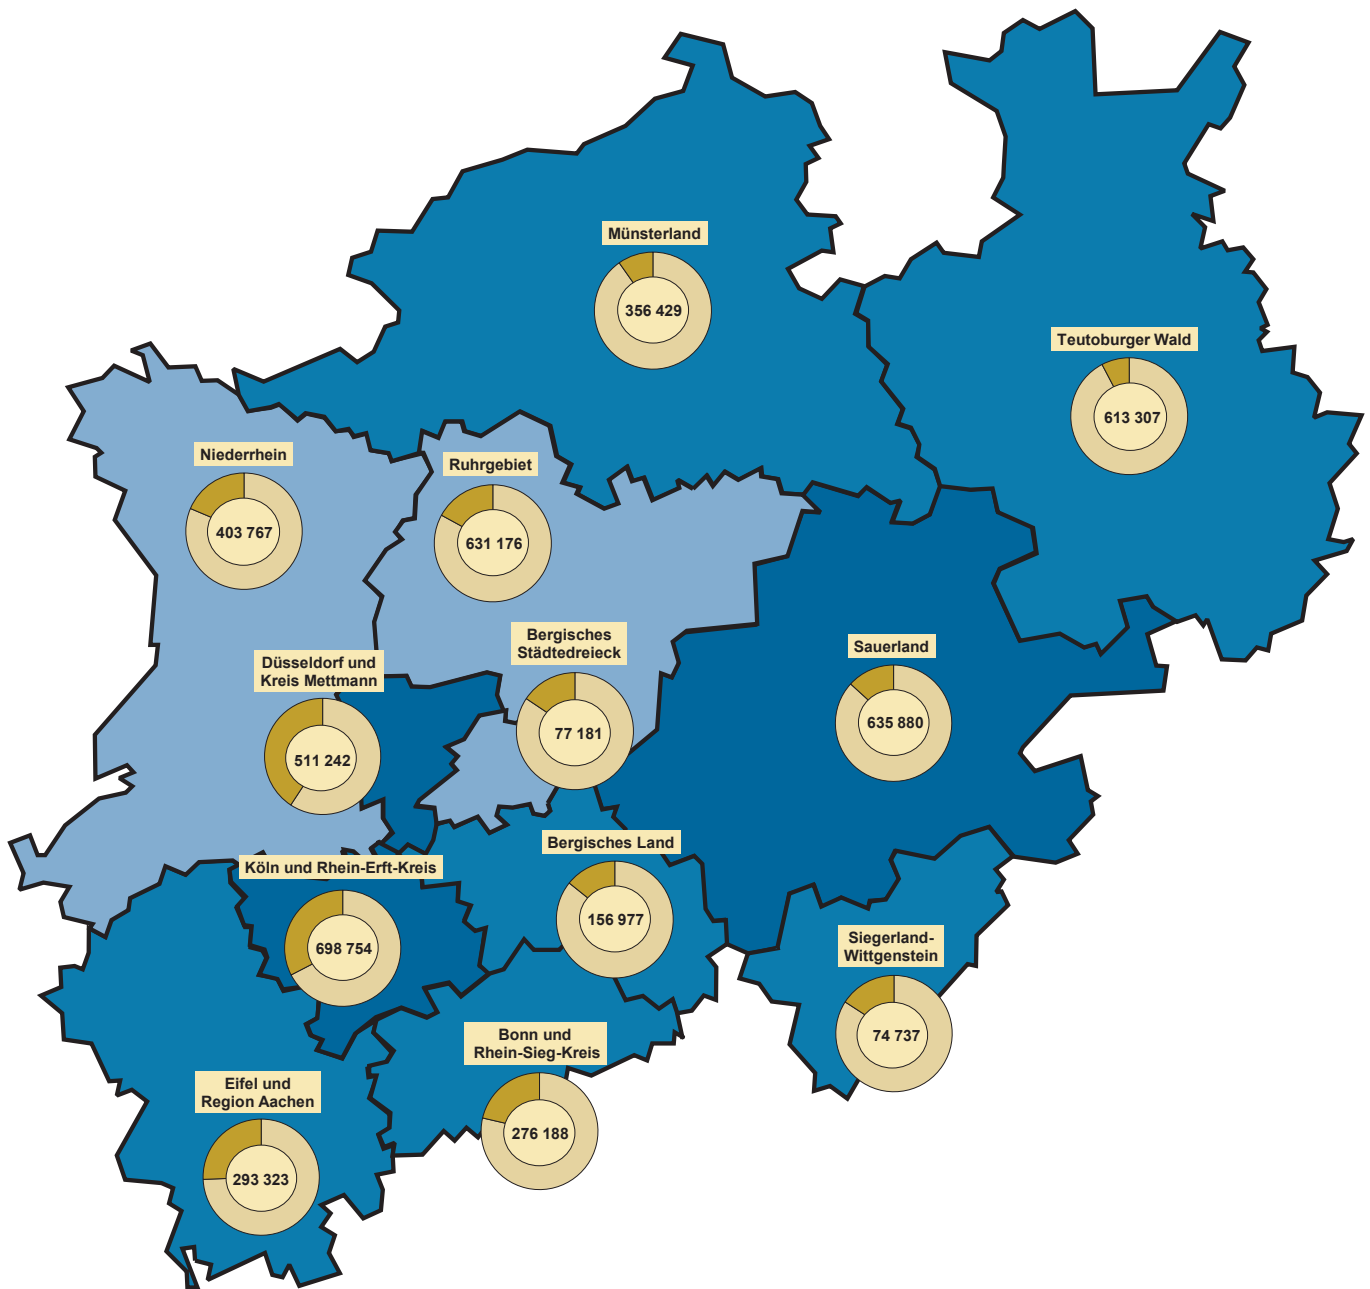 Münsterland
356 429
Teutoburger Wald
613 307
Niederrhein
403 767
Ruhrgebiet
631 176
Bergisches
Städtedreieck
77 181
Sauerland
635 880
Düsseldorf und
Kreis Mettmann
511 242
Bergisches Land
156 977
Köln und Rhein-Erft-Kreis
698 754
Siegerland-
Wittgenstein
74 737
Bonn und
Rhein-Sieg-Kreis
276 188
Eifel und
Region Aachen
293 323